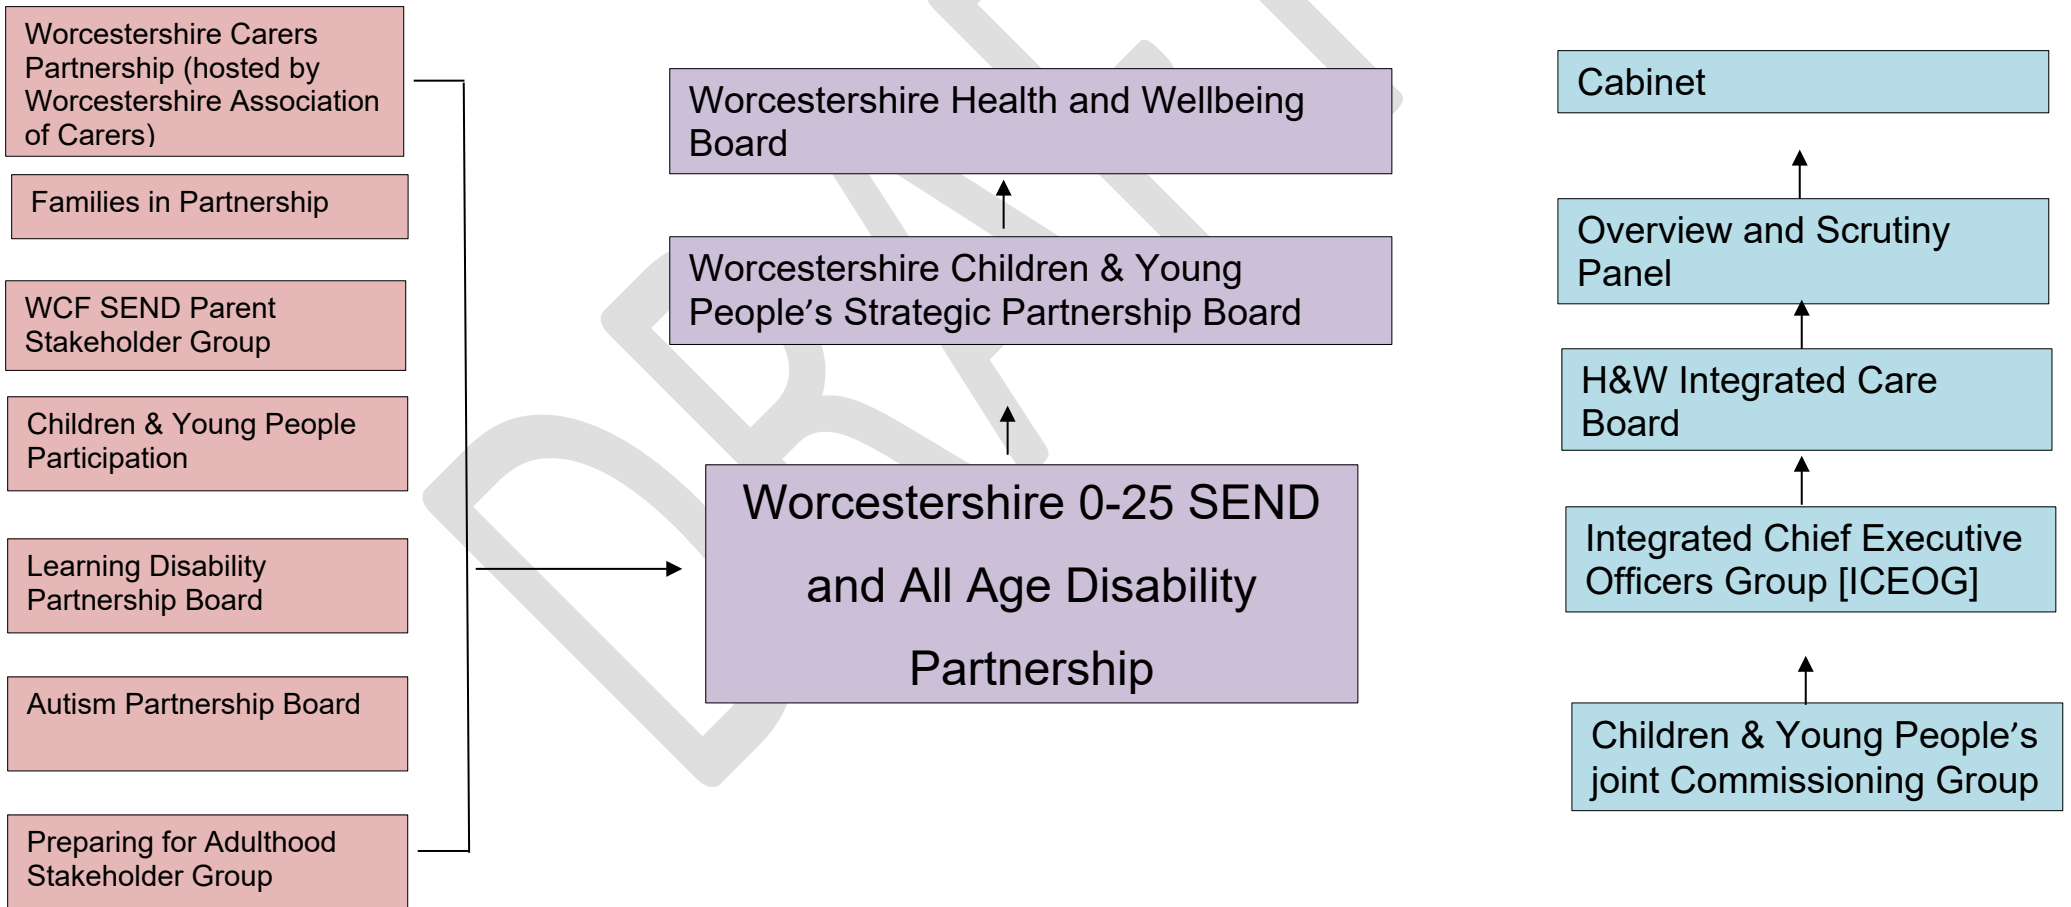 Worcestershire Carers
Partnership (hosted by
Worcestershire Association
of Carers)
Families in Partnership
WCF SEND Parent
Stakeholder Group
Children & Young People
Participation
Learning Disability
Partnership Board
Autism Partnership Board
Preparing for Adulthood
Stakeholder Group
Worcestershire Health and Wellbeing
Board
Worcestershire Children & Young
People’s Strategic Partnership Board
Worcestershire 0-25 SEND
and All Age Disability
Partnership
Cabinet
Overview and Scrutiny
Panel
H&W Integrated Care
Board
Integrated Chief Executive
Officers Group [ICEOG]
Children & Young People’s
joint Commissioning Group
DRAFT